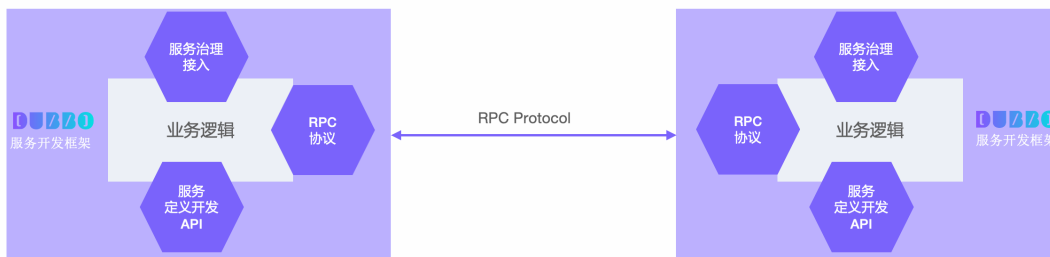 服务治理
接入
DUBBO
服务开发框架
业务逻辑
RPC
协议
服务
定义开发
API
RPC Protocol
服务治理
接入
RPC
协议
业务逻辑
DUBBO
服务开发框架
服务
定义开发
API